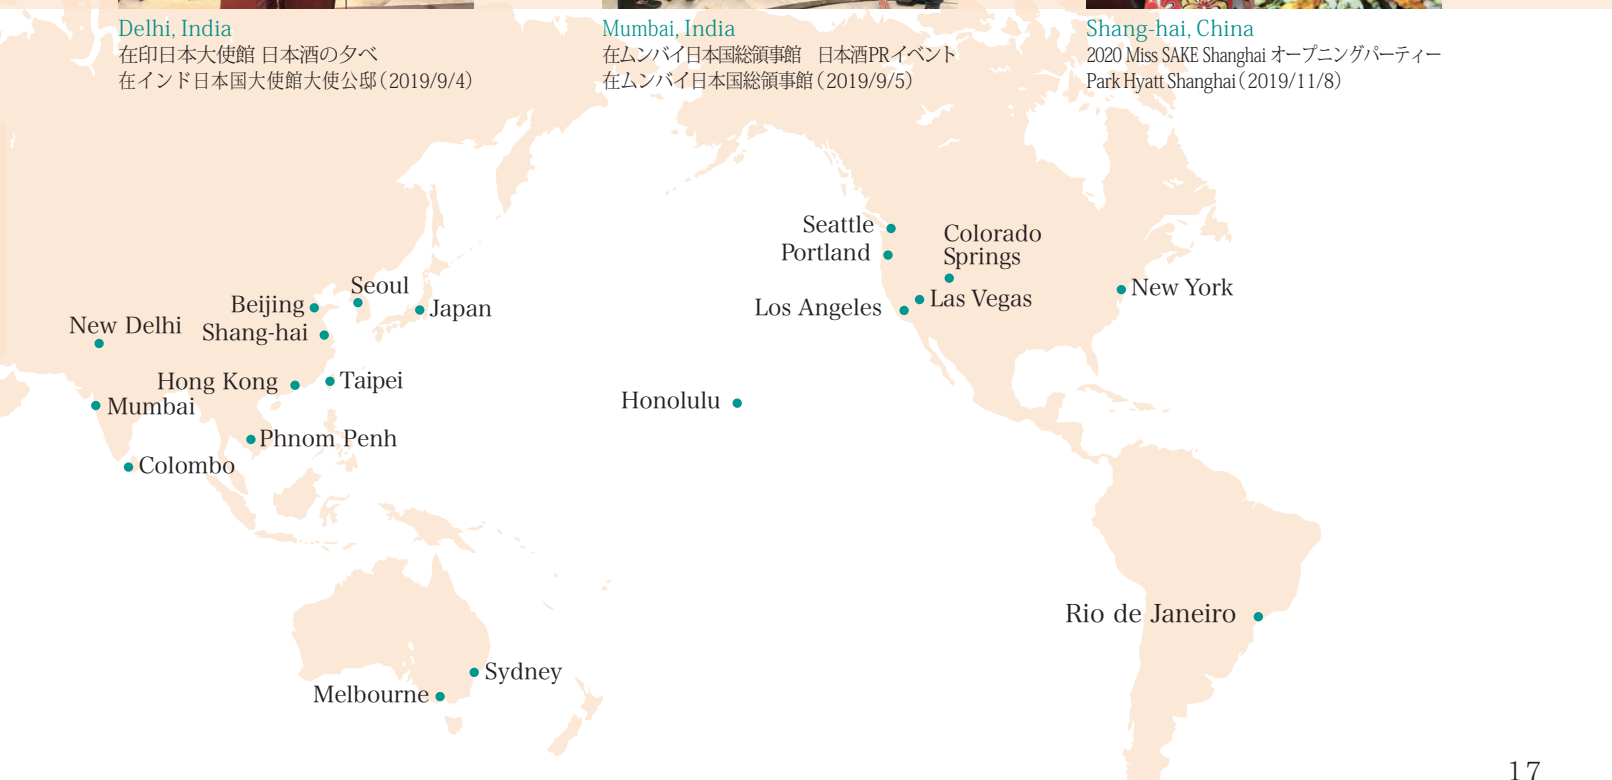 Delhi, India
在印日本大使館 日本酒の夕べ
在インド日本国大使館大使公邸（2019/9/4）
Mumbai, India
在ムンバイ日本国総領事館　日本酒PRイベント
在ムンバイ日本国総領事館（2019/9/5）
Shang-hai, China
2020 Miss SAKE Shanghai オープニングパーティー
Park Hyatt Shanghai（2019/11/8）
Seattle
Portland
Colorado
Springs
Los Angeles
Las Vegas
New York
Seoul
Beijing
Japan
New Delhi
Shang-hai
Hong Kong
Taipei
Mumbai
Honolulu
Phnom Penh
Colombo
Rio de Janeiro
Sydney
Melbourne
17